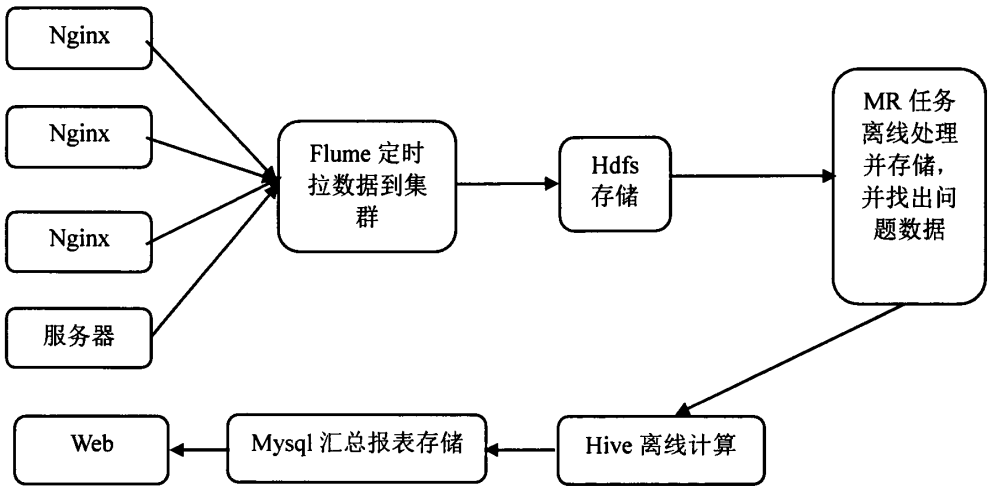 Nginx
Nginx
Nginx
服务器
Flume 定时
拉数据到集
群
Hdfs
存储
MR 任务
离线处理
并存储，
并找出问
题数据
Hive 离线计算
Mysql 汇总报表存储
Web